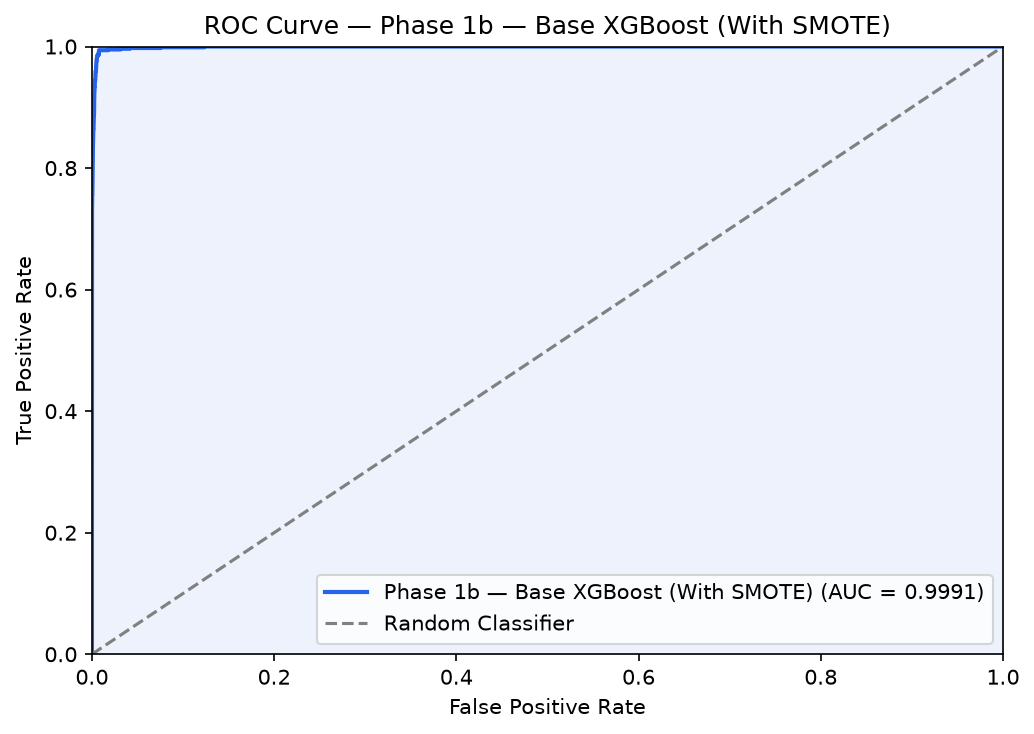 ROC Curve — Phase 1b — Base XGBoost (With SMOTE)
1.0
0.8
0.6
0.4
0.2
0.0
True Positive Rate
Phase 1b — Base XGBoost (With SMOTE) (AUC = 0.9991)
Random Classifier
0.0 0.2 0.4 0.6 0.8 1.0
False Positive Rate